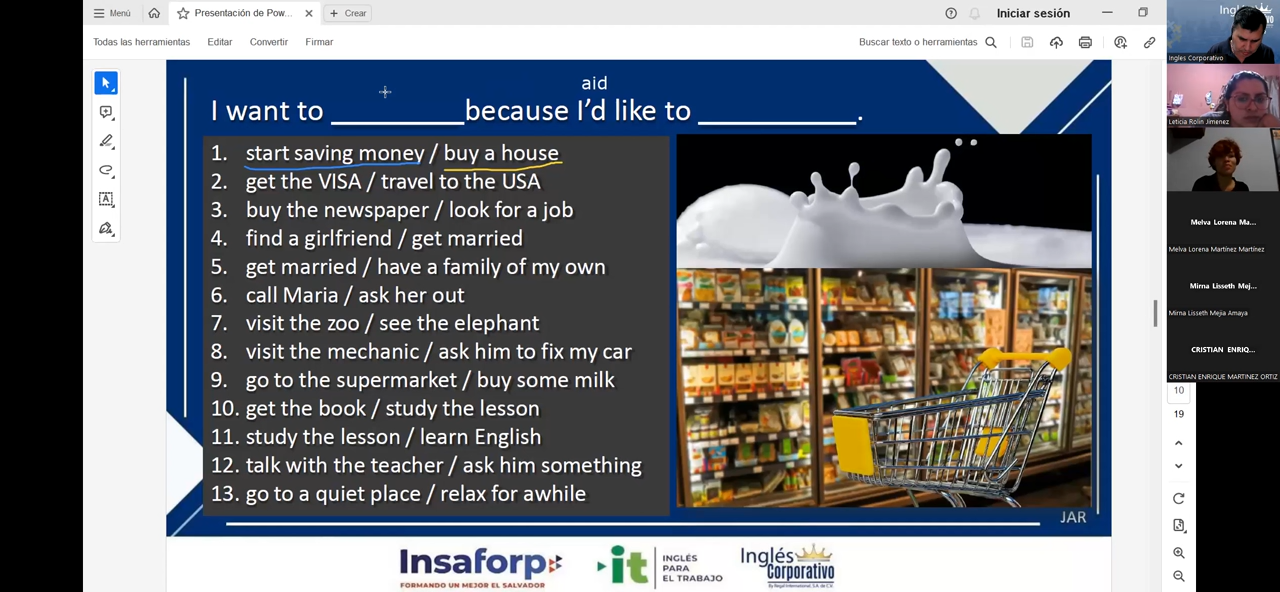 Menú
Presentación de Pow...
Crear
Iniciar sesión
Todas las herramientas
Editar
Convertir
Firmar
Buscar texto o herramientas
aid
I want to __________ because I'd like to ____________.
1. start saving money / buy a house
2. get the VISA / travel to the USA
3. buy the newspaper / look for a job
4. find a girlfriend / get married
5. get married / have a family of my own
6. call Maria / ask her out
7. visit the zoo / see the elephant
8. visit the mechanic / ask him to fix my car
9. go to the supermarket / buy some milk
10. get the book / study the lesson
11. study the lesson / learn English
12. talk with the teacher / ask him something
13. go to a quiet place / relax for awhile
JAR
Insaforp
FORMANDO UN MEJOR EL SALVADOR
it
INGLÉS
PARA
EL TRABAJO
Inglés
Corporativo
By Regal International, S.A. de C.V.
Ingles Corporativo
Leticia Rolin Jimenez
Melva Lorena Ma...
Melva Lorena Martínez Martínez
Mirna Lisseth Mej...
Mirna Lisseth Mejia Amaya
CRISTIAN ENRIQ...
CRISTIAN ENRIQUE MARTINEZ ORTIZ
10
19